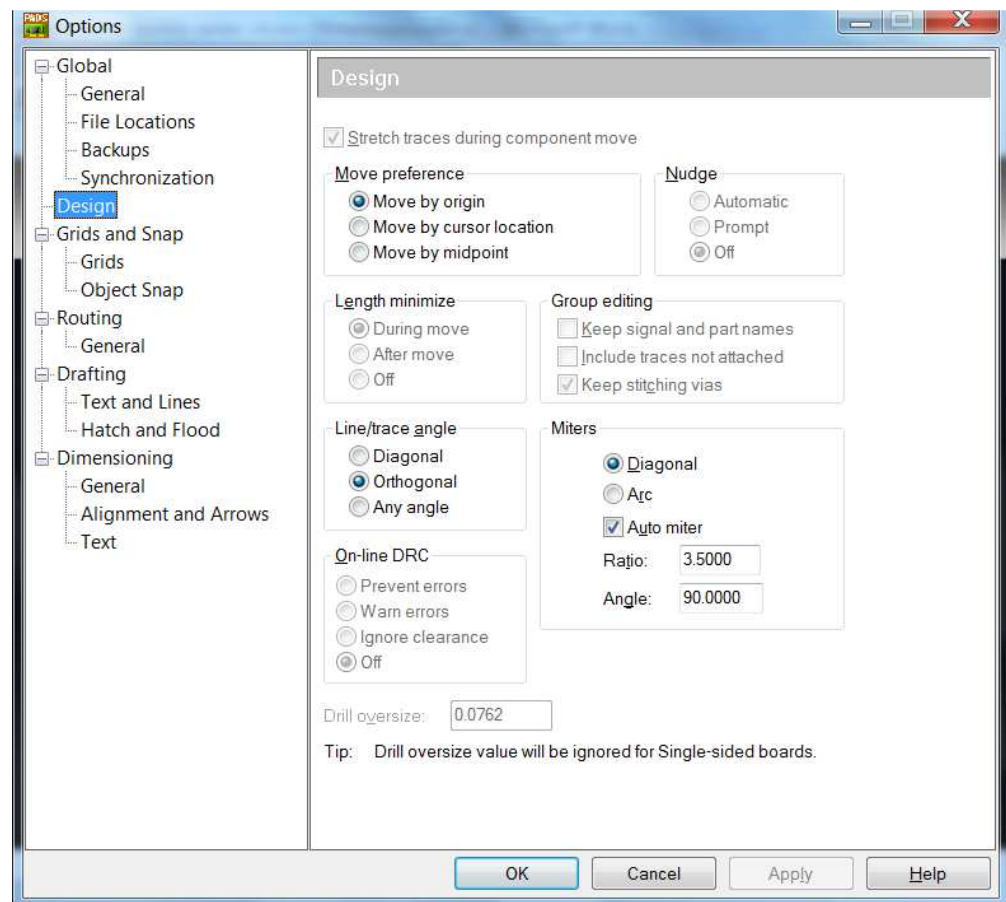 PADS
Options
Global
General
File Locations
Backups
Synchronization
Design
Grids and Snap
Grids
Object Snap
Routing
General
Drafting
Text and Lines
Hatch and Flood
Dimensioning
General
Alignment and Arrows
Text
Design
Stretch traces during component move
Move preference
Move by origin
Move by cursor location
Move by midpoint
Nudge
Automatic
Prompt
Off
Length minimize
During move
After move
Off
Group editing
Keep signal and part names
Include traces not attached
Keep stitching vias
Line/trace angle
Diagonal
Orthogonal
Any angle
Miters
Diagonal
Arc
Auto miter
Ratio: 3.5000
Angle: 90.0000
On-line DRC
Prevent errors
Warn errors
Ignore clearance
Off
Drill oversize: 0.0762
Tip: Drill oversize value will be ignored for Single-sided boards.
OK Cancel Apply Help